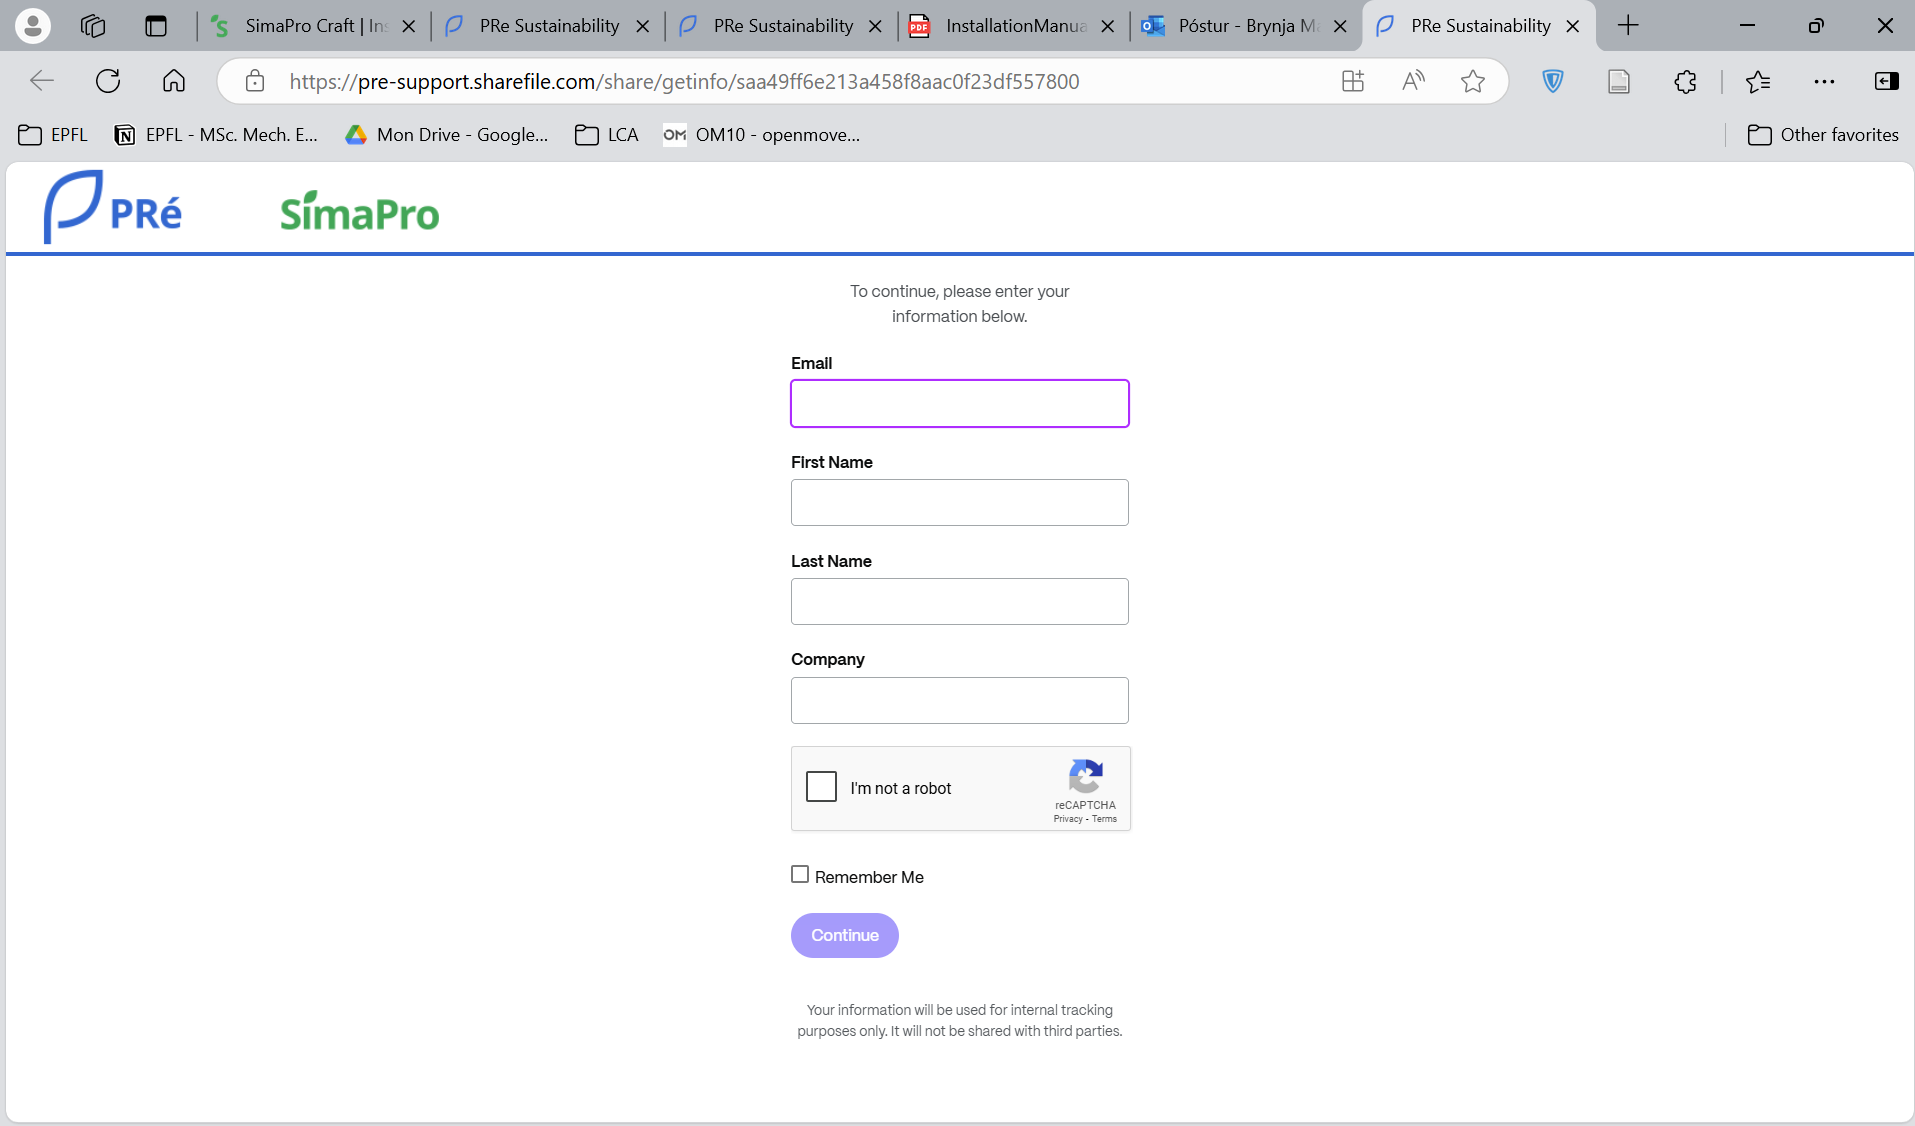 SimaPro Craft | Ins
PRe Sustainability
PRe Sustainability
PDF
InstallationManua
Póstur - Brynja Ma
PRe Sustainability
https://pre-support.sharefile.com/share/getinfo/saa49ff6e213a458f8aac0f23df557800
EPFL
EPFL - MSc. Mech. E...
Mon Drive - Google...
LCA
OM
OM10 - openmove...
Other favorites
PRé
SimaPro
To continue, please enter your
information below.
Email
First Name
Last Name
Company
I'm not a robot
reCAPTCHA
Privacy - Terms
Remember Me
Continue
Your information will be used for internal tracking
purposes only. It will not be shared with third parties.